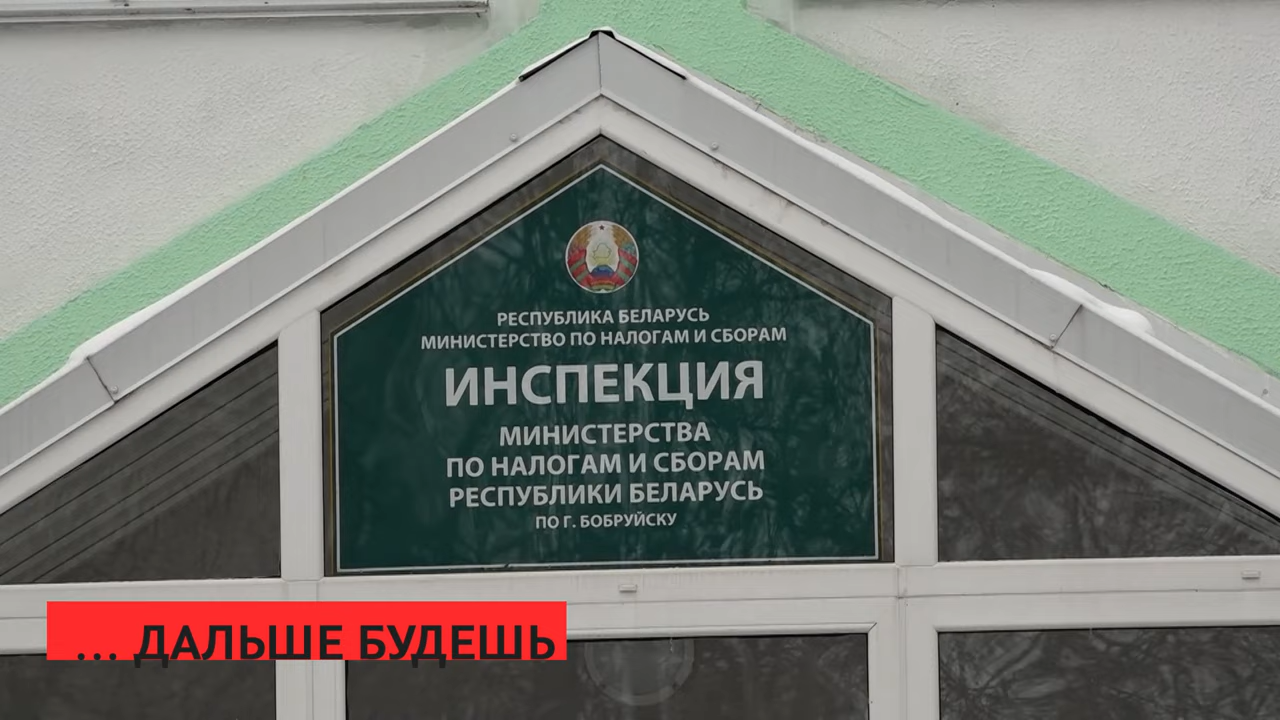 РЕСПУБЛИКА БЕЛАРУСЬ
МИНИСТЕРСТВО ПО НАЛОГАМ И СБОРАМ
ИНСПЕКЦИЯ
МИНИСТЕРСТВА
ПО НАЛОГАМ И СБОРАМ
РЕСПУБЛИКИ БЕЛАРУСЬ
ПО Г. БОБРУЙСКУ
... ДАЛЬШЕ БУДЕШЬ